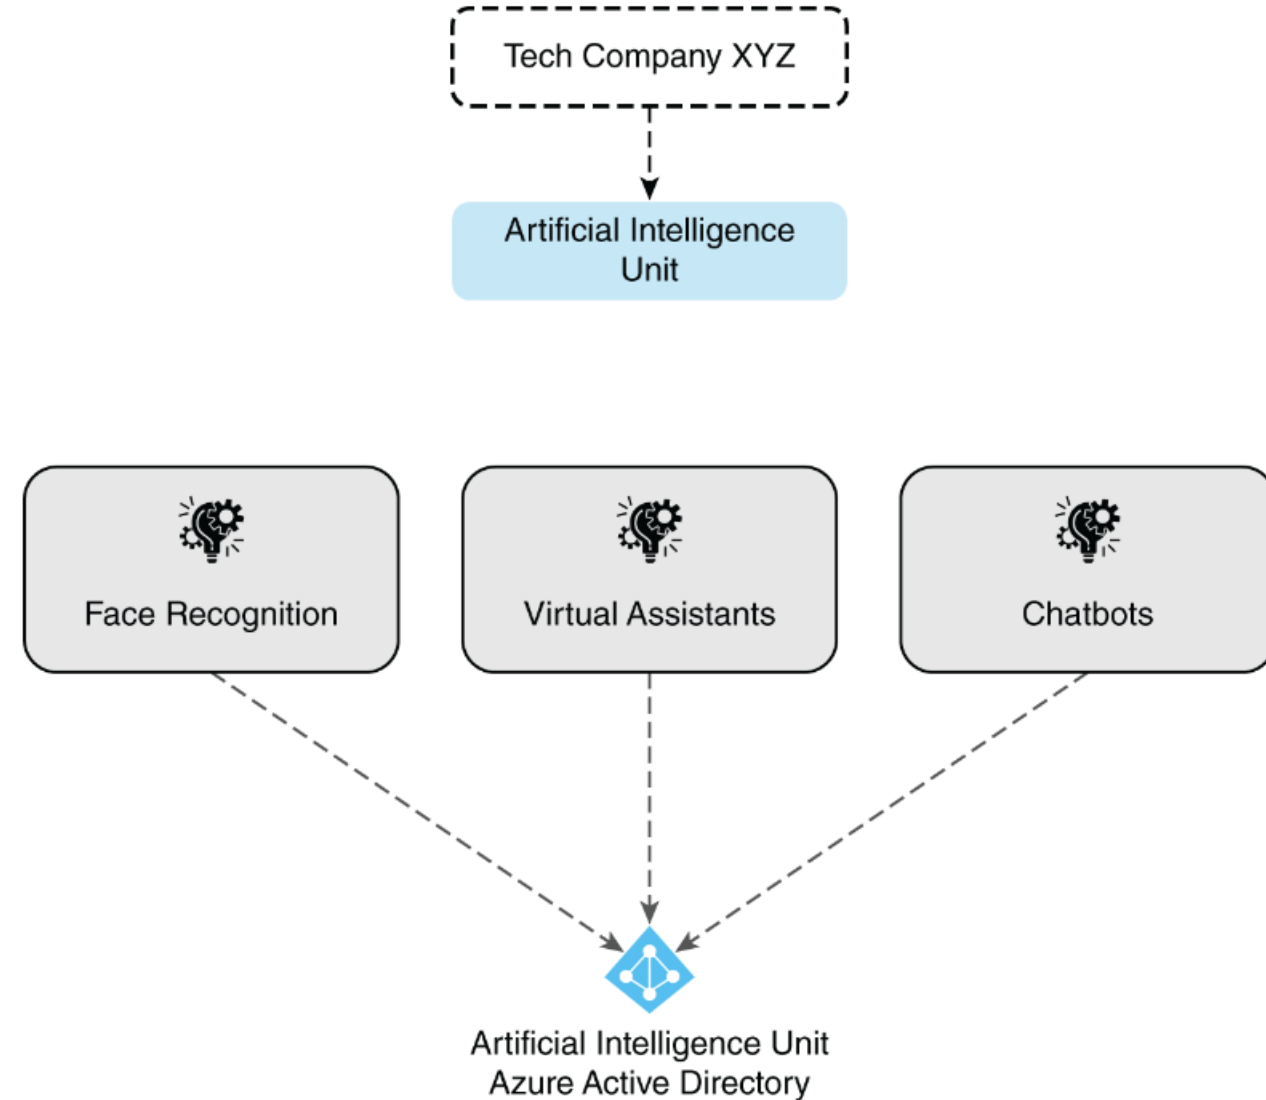 Tech Company XYZ
Artificial Intelligence
Unit
Face Recognition
Virtual Assistants
Chatbots
Artificial Intelligence Unit
Azure Active Directory